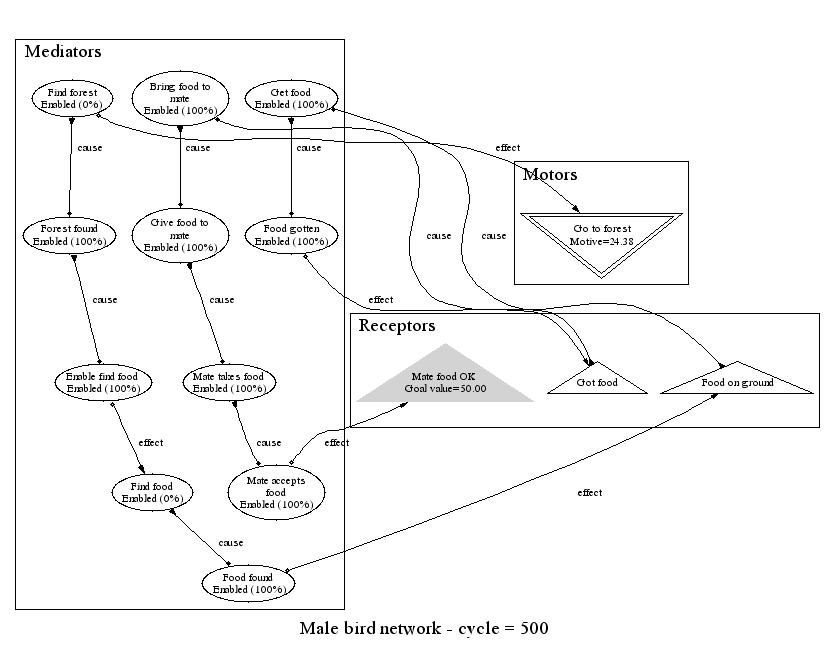 Mediators
Find forest
Enabled (0%)
Bring food to
mate
Enabled (100%)
Get food
Enabled (100%)
cause
cause
cause
effect
Motors
Go to forest
Motive=24.38
Forest found
Enabled (100%)
Give food to
mate
Enabled (100%)
Food gotten
Enabled (100%)
cause
cause
cause
cause
effect
Receptors
Mate food OK
Goal value=50.00
Got food
Food on ground
Enable find food
Enabled (100%)
Mate takes food
Enabled (100%)
effect
cause
effect
Find food
Enabled (0%)
Mate accepts
food
Enabled (100%)
effect
cause
Food found
Enabled (100%)
Male bird network - cycle = 500